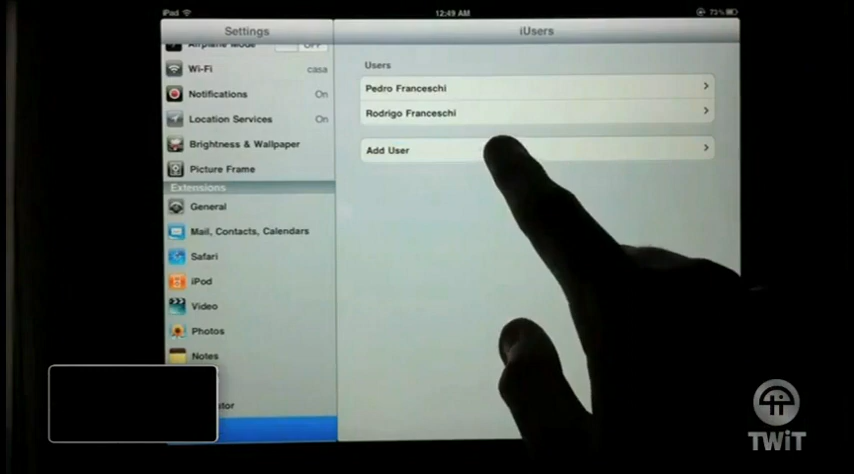 iPad 12:49 AM 73%
Settings
iUsers
Airplane Mode OFF
Wi-Fi casa
Notifications On
Location Services On
Brightness & Wallpaper
Picture Frame
Extensions
General
Mail, Contacts, Calendars
Safari
iPod
Video
Photos
Notes
Users
Pedro Franceschi
Rodrigo Franceschi
Add User
TWiT